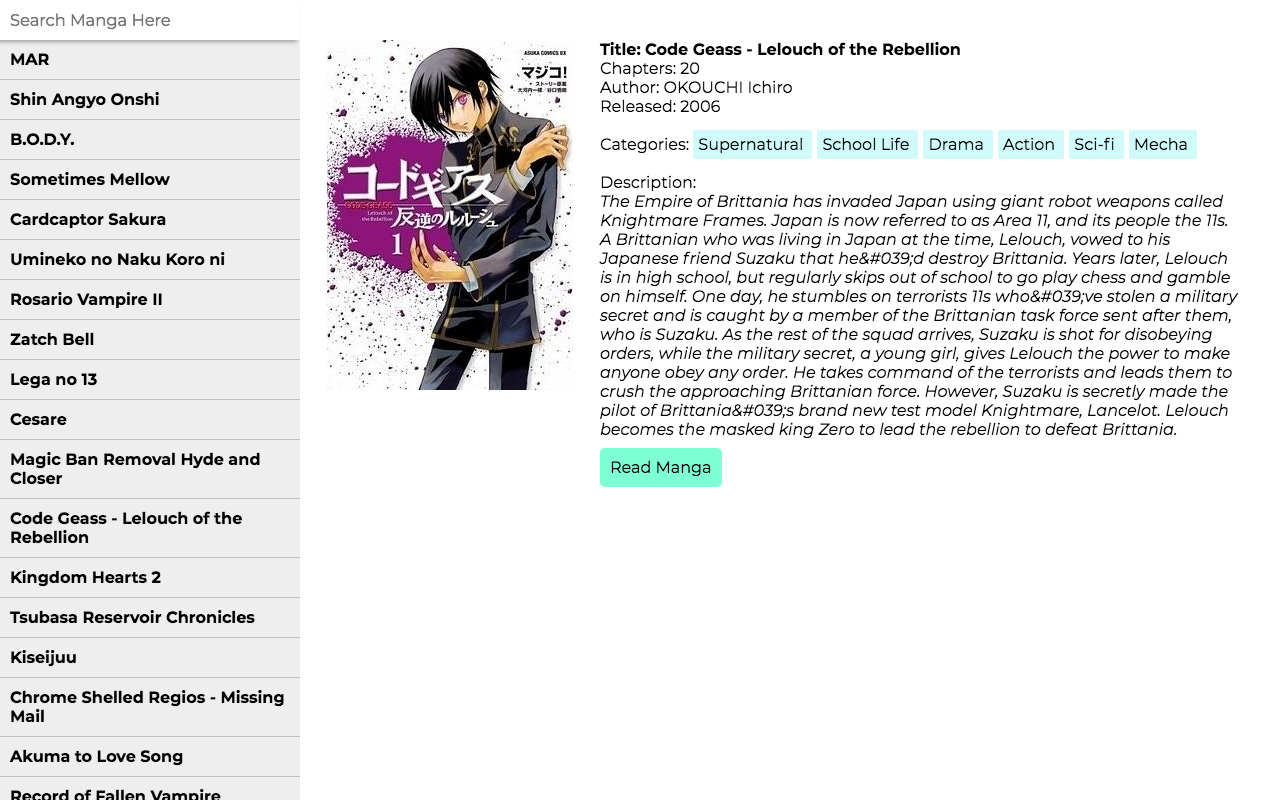 Search Manga Here
MAR
Shin Angyo Onshi
B.O.D.Y.
Sometimes Mellow
Cardcaptor Sakura
Umineko no Naku Koro ni
Rosario Vampire II
Zatch Bell
Lega no 13
Cesare
Magic Ban Removal Hyde and
Closer
Code Geass - Lelouch of the
Rebellion
Kingdom Hearts 2
Tsubasa Reservoir Chronicles
Kiseijuu
Chrome Shelled Regios - Missing
Mail
Akuma to Love Song
Record of Fallen Vampire
ASUKA COMICS DX
マジコ!
ストーリー原案
大河内一楼／谷口悟朗
コードギアス
CODE GEASS
Lelouch of
the Rebellion
反逆のルルーシュ
1
Title: Code Geass - Lelouch of the Rebellion
Chapters: 20
Author: OKOUCHI Ichiro
Released: 2006
Categories: Supernatural School Life Drama Action Sci-fi Mecha
Description:
The Empire of Brittania has invaded Japan using giant robot weapons called
Knightmare Frames. Japan is now referred to as Area 11, and its people the 11s.
A Brittanian who was living in Japan at the time, Lelouch, vowed to his
Japanese friend Suzaku that he&#039;d destroy Brittania. Years later, Lelouch
is in high school, but regularly skips out of school to go play chess and gamble
on himself. One day, he stumbles on terrorists 11s who&#039;ve stolen a military
secret and is caught by a member of the Brittanian task force sent after them,
who is Suzaku. As the rest of the squad arrives, Suzaku is shot for disobeying
orders, while the military secret, a young girl, gives Lelouch the power to make
anyone obey any order. He takes command of the terrorists and leads them to
crush the approaching Brittanian force. However, Suzaku is secretly made the
pilot of Brittania&#039;s brand new test model Knightmare, Lancelot. Lelouch
becomes the masked king Zero to lead the rebellion to defeat Brittania.
Read Manga